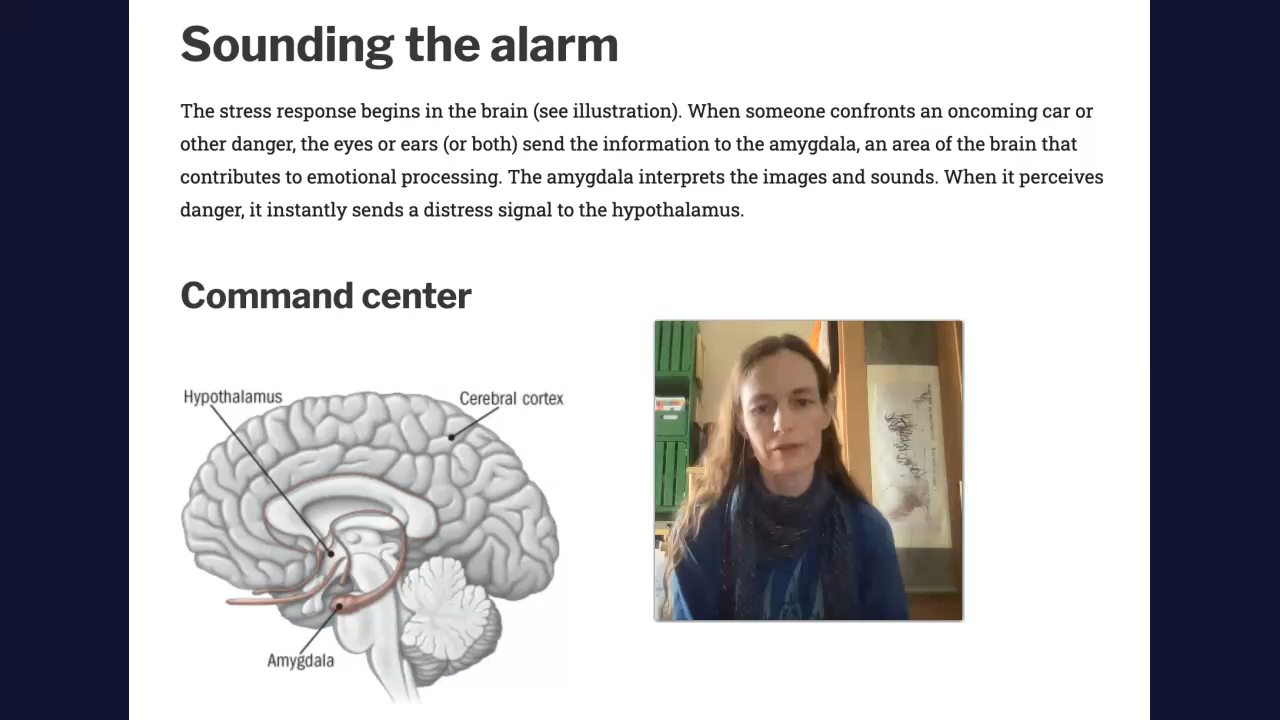 Sounding the alarm
The stress response begins in the brain (see illustration). When someone confronts an oncoming car or
other danger, the eyes or ears (or both) send the information to the amygdala, an area of the brain that
contributes to emotional processing. The amygdala interprets the images and sounds. When it perceives
danger, it instantly sends a distress signal to the hypothalamus.
Command center
Hypothalamus
Cerebral cortex
Amygdala